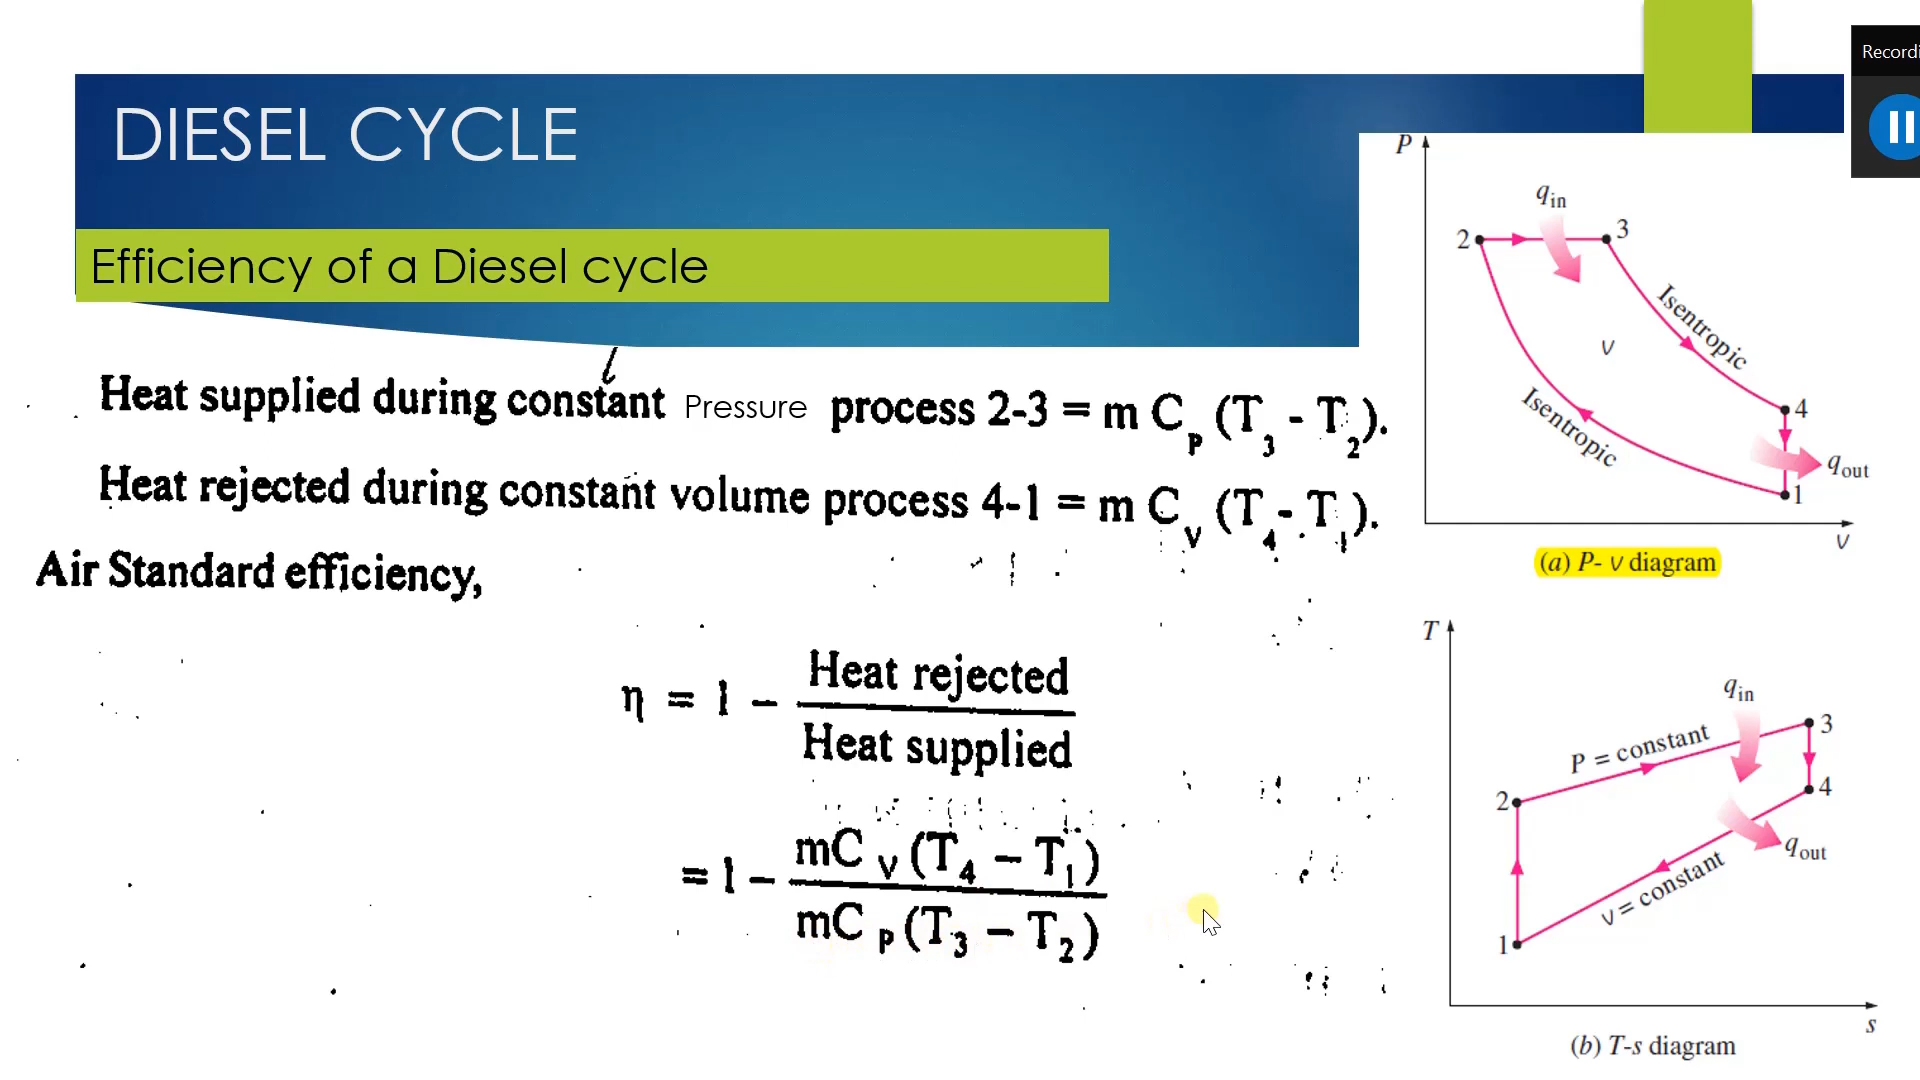 Recordi
DIESEL CYCLE
Efficiency of a Diesel cycle
Heat supplied during constant Pressure process 2-3 = m C_P (T_3 - T_2).
Heat rejected during constant volume process 4-1 = m C_V (T_4 - T_1).
Air Standard efficiency,
η = 1 - Heat rejected / Heat supplied
= 1 - mC_V (T_4 - T_1) / mC_P (T_3 - T_2)
P
q_in
2
3
Isentropic
v
Isentropic
4
q_out
1
v
(a) P- v diagram
T
q_in
3
P = constant
2
4
q_out
v = constant
1
s
(b) T-s diagram